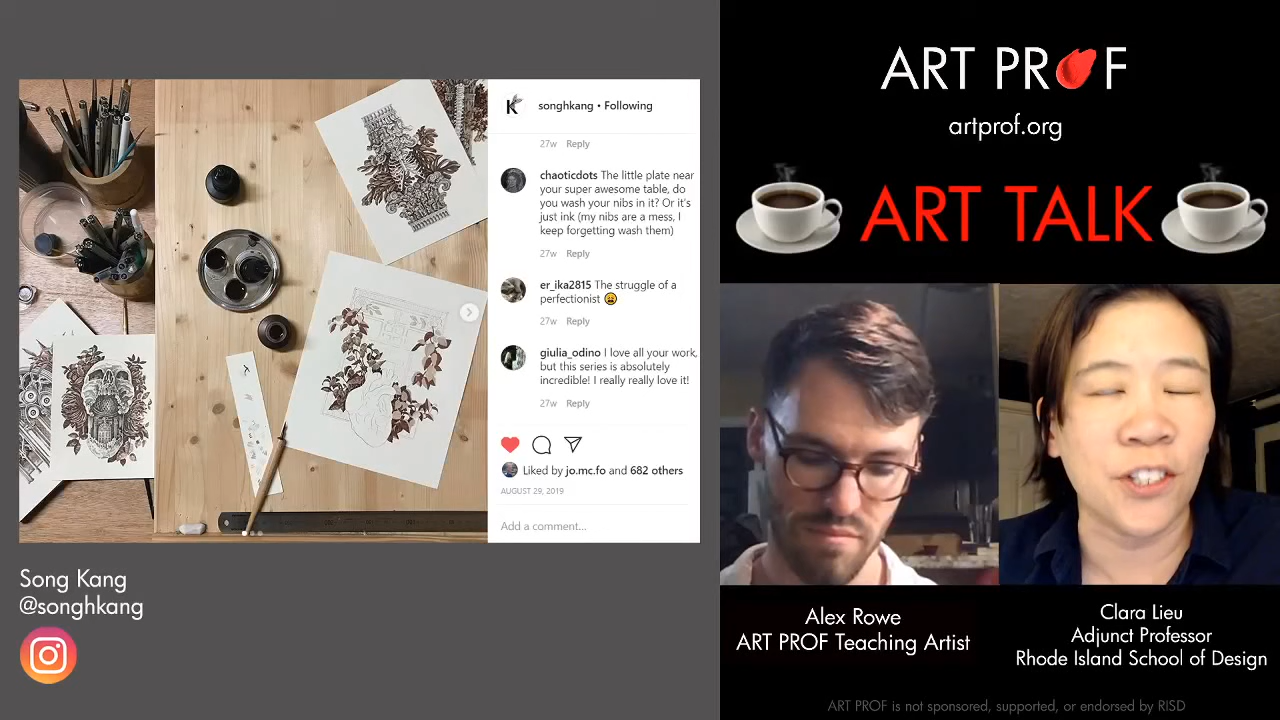 songhkang • Following
27w Reply
chaoticdots The little plate near
your super awesome table, do
you wash your nibs in it? Or it's
just ink (my nibs are a mess, I
keep forgetting wash them)
27w Reply
er_ika2815 The struggle of a
perfectionist 😩
27w Reply
giulia_odino I love all your work,
but this series is absolutely
incredible! I really really love it!
27w Reply
Liked by jo.mc.fo and 682 others
AUGUST 29, 2019
Add a comment...
Song Kang
@songhkang
ART PROF
artprof.org
ART TALK
Alex Rowe
ART PROF Teaching Artist
Clara Lieu
Adjunct Professor
Rhode Island School of Design
ART PROF is not sponsored, supported, or endorsed by RISD